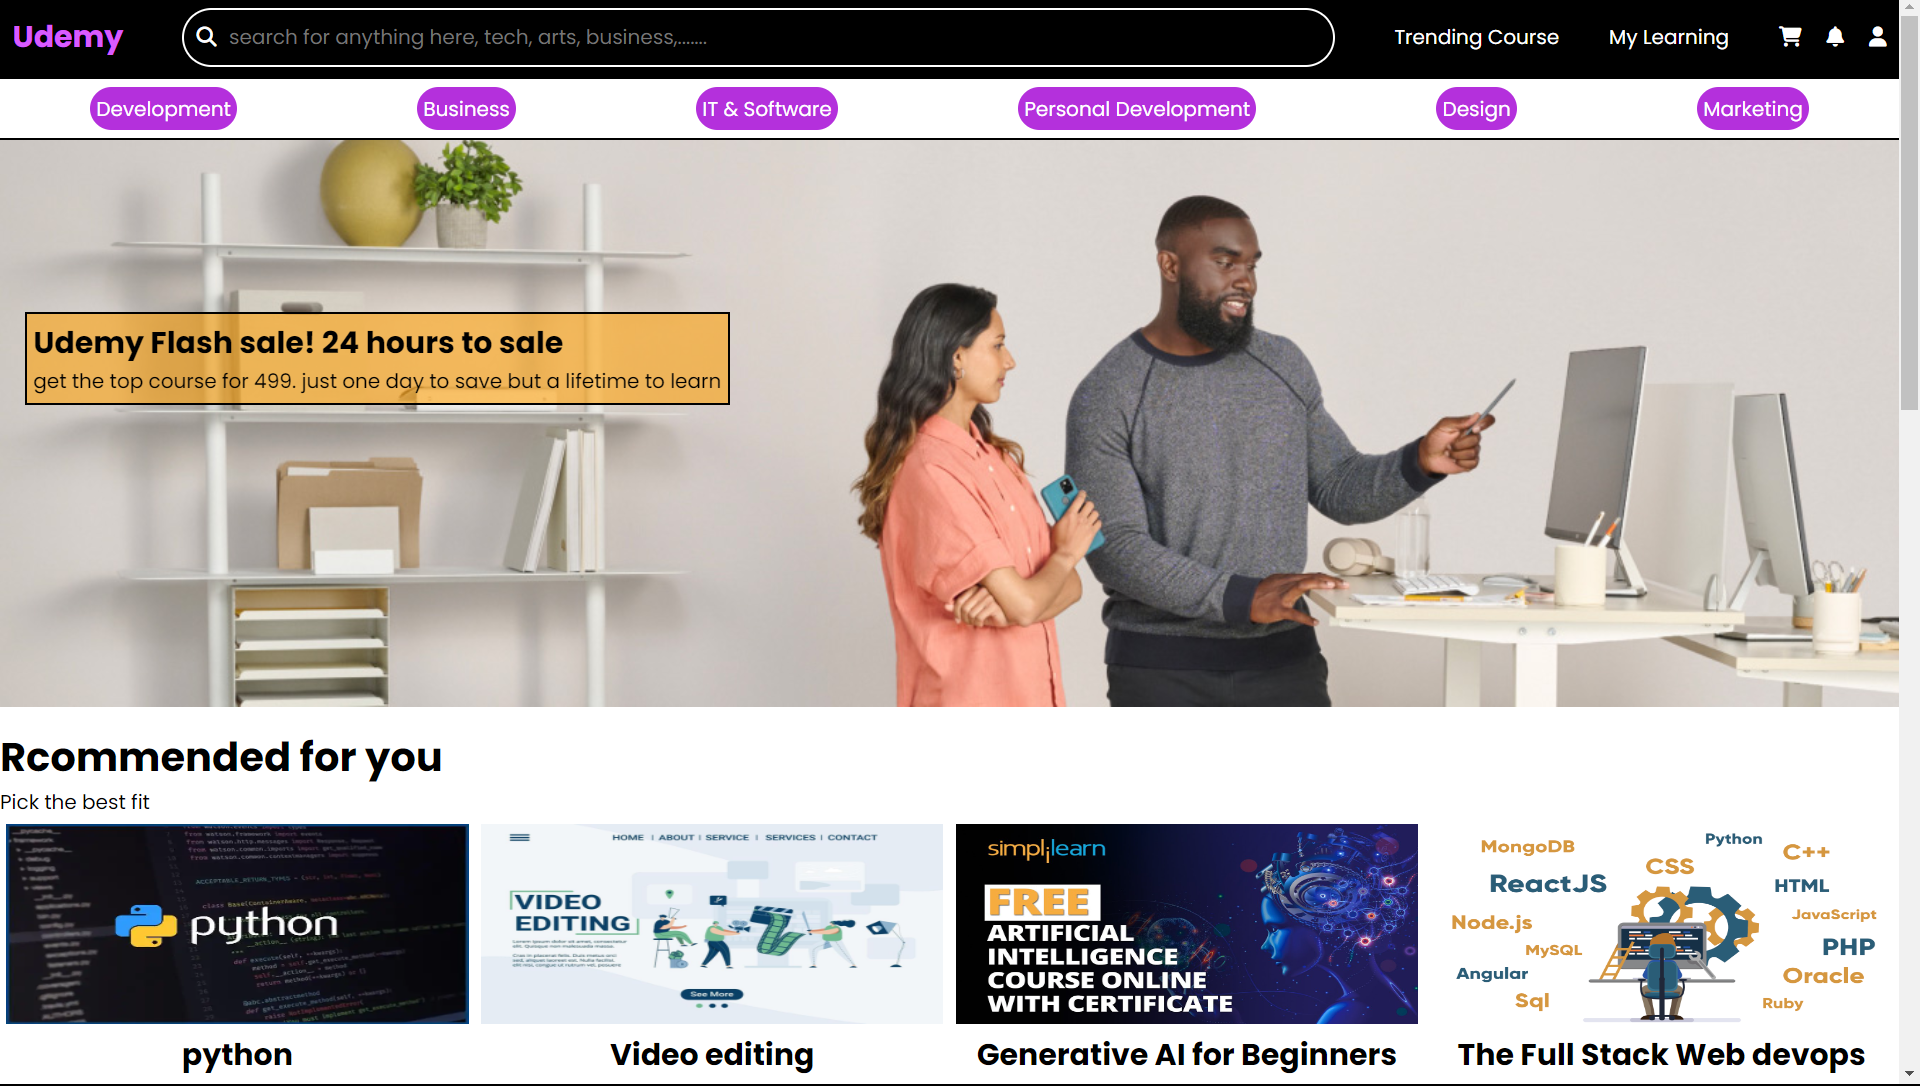 Udemy
search for anything here, tech, arts, business,.......
Trending Course
My Learning
Development
Business
IT & Software
Personal Development
Design
Marketing
Udemy Flash sale! 24 hours to sale
get the top course for 499. just one day to save but a lifetime to learn
Rcommended for you
Pick the best fit
python
HOME | ABOUT | SERVICE | SERVICES | CONTACT
VIDEO
EDITING
See More
simplilearn
FREE
ARTIFICIAL
INTELLIGENCE
COURSE ONLINE
WITH CERTIFICATE
MongoDB
Python
CSS
C++
ReactJS
HTML
Node.js
JavaScript
MySQL
PHP
Angular
Oracle
Sql
Ruby
python
Video editing
Generative AI for Beginners
The Full Stack Web devops